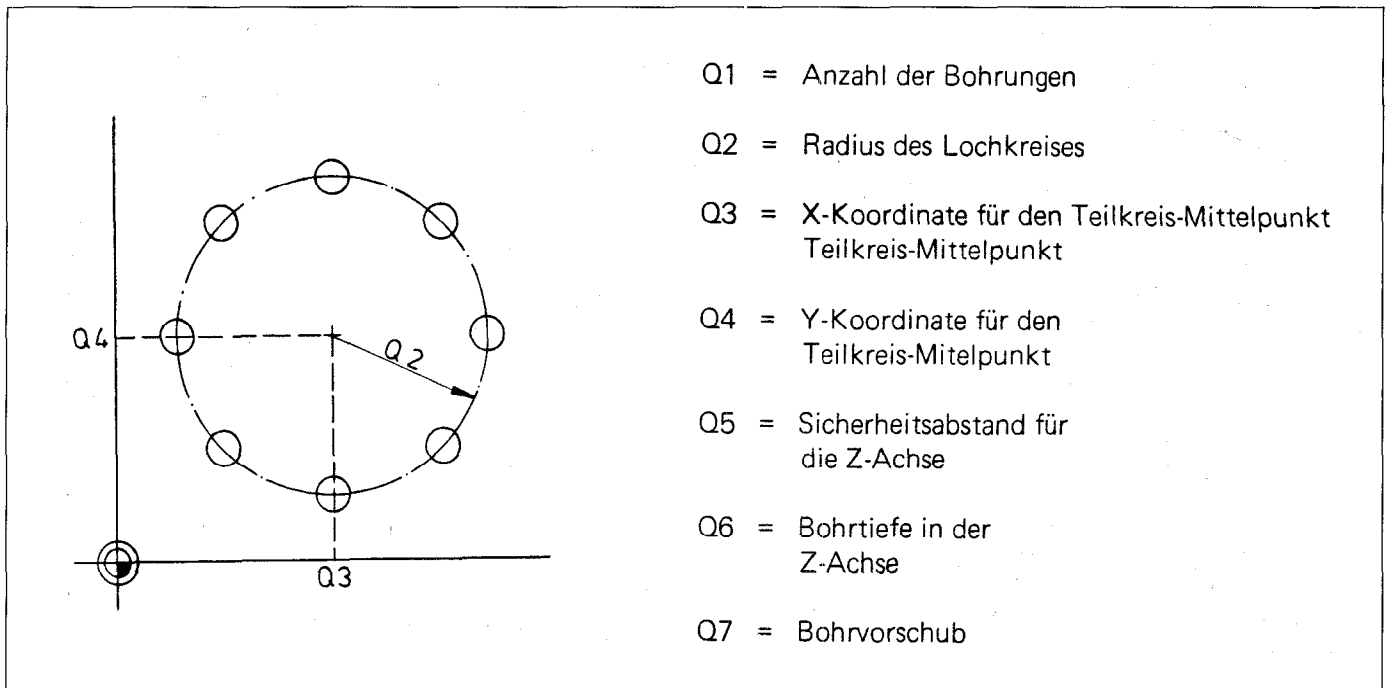 Q1 = Anzahl der Bohrungen
Q2 = Radius des Lochkreises
Q3 = X-Koordinate für den Teilkreis-Mittelpunkt
Teilkreis-Mittelpunkt
Q4 = Y-Koordinate für den
Teilkreis-Mitelpunkt
Q5 = Sicherheitsabstand für
die Z-Achse
Q6 = Bohrtiefe in der
Z-Achse
Q7 = Bohrvorschub
Q4
Q2
Q3